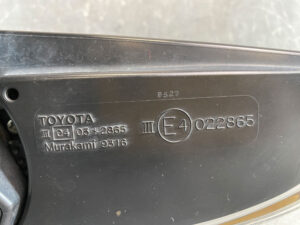 8527
TOYOTA
III 04 03*2865
Murakami 9316
III E4 022865